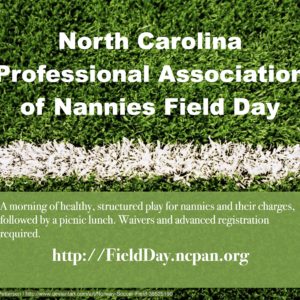 North Carolina
Professional Association
of Nannies Field Day
A morning of healthy, structured play for nannies and their charges,
followed by a picnic lunch. Waivers and advanced registration
required.
http://FieldDay.ncpan.org